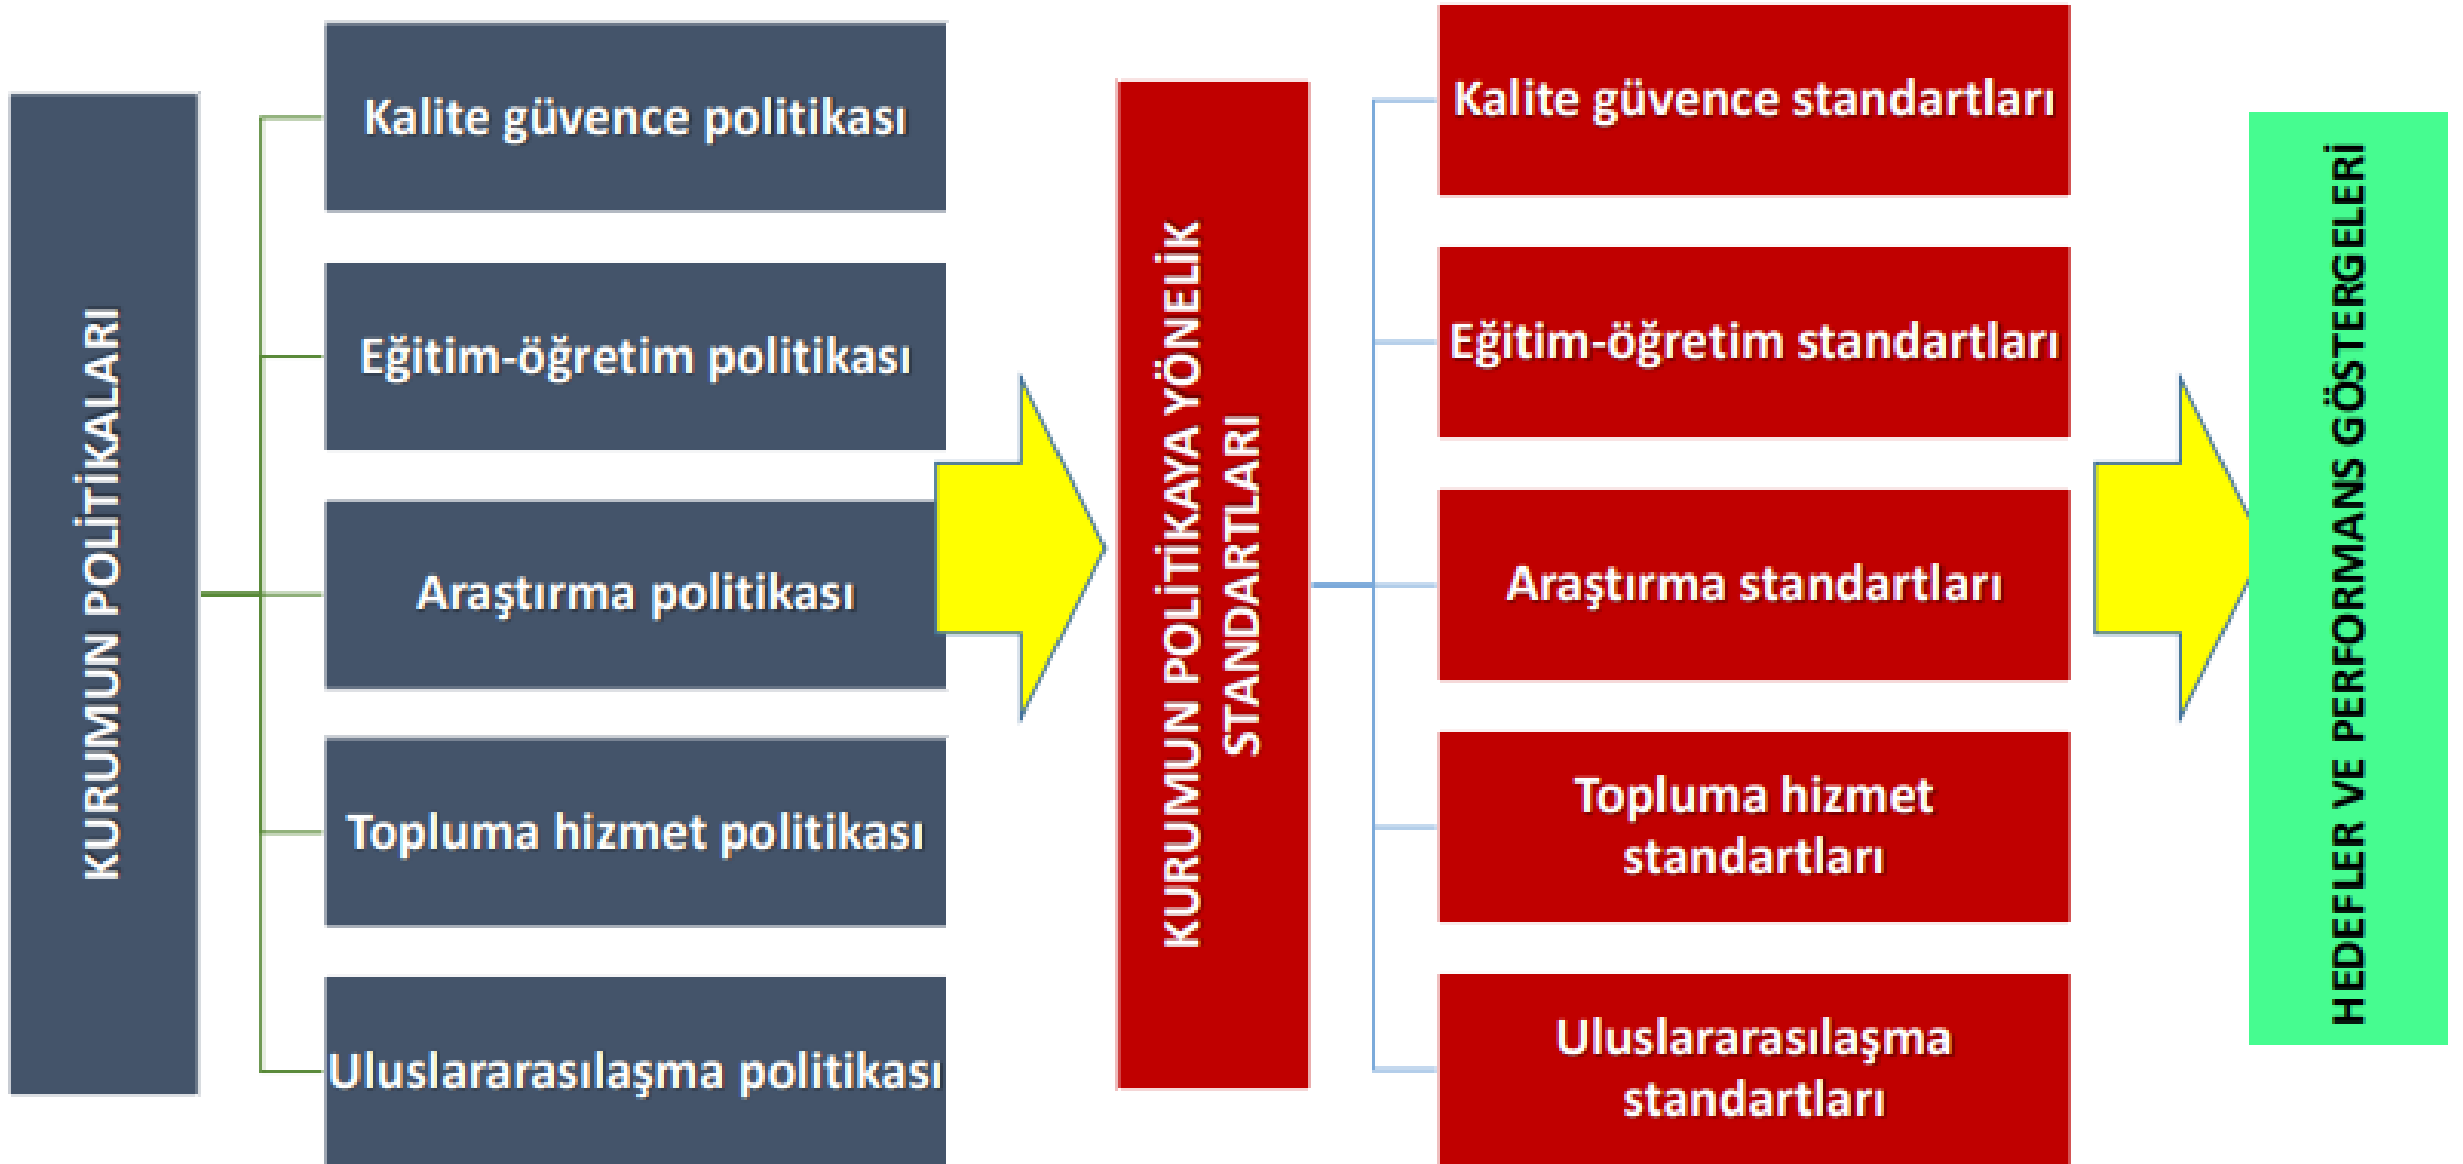 KURUMUN POLİTİKALARI
Kalite güvence politikası
Eğitim-öğretim politikası
Araştırma politikası
Topluma hizmet politikası
Uluslararasılaşma politikası
KURUMUN POLİTİKAYA YÖNELİK
STANDARTLARI
Kalite güvence standartları
Eğitim-öğretim standartları
Araştırma standartları
Topluma hizmet
standartları
Uluslararasılaşma
standartları
HEDEFLER VE PERFORMANS GÖSTERGELERİ